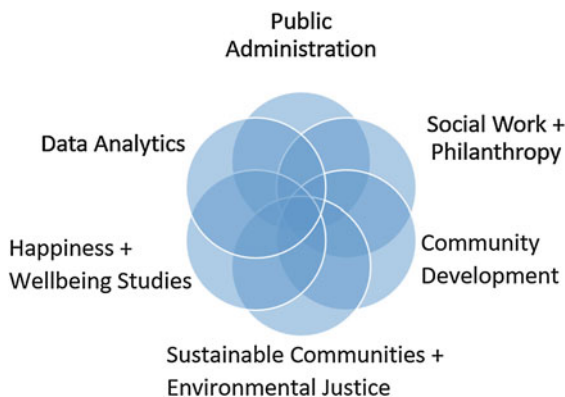 Public
Administration
Data Analytics
Social Work +
Philanthropy
Happiness +
Wellbeing Studies
Community
Development
Sustainable Communities +
Environmental Justice